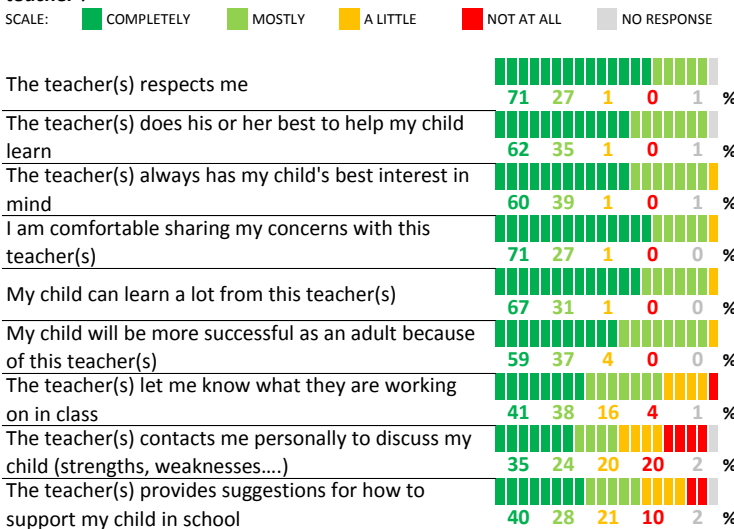 SCALE: COMPLETELY MOSTLY A LITTLE NOT AT ALL NO RESPONSE
The teacher(s) respects me
71 27 1 0 1 %
The teacher(s) does his or her best to help my child
learn
62 35 1 0 1 %
The teacher(s) always has my child's best interest in
mind
60 39 1 0 1 %
I am comfortable sharing my concerns with this
teacher(s)
71 27 1 0 0 %
My child can learn a lot from this teacher(s)
67 31 1 0 0 %
My child will be more successful as an adult because
of this teacher(s)
59 37 4 0 0 %
The teacher(s) let me know what they are working
on in class
41 38 16 4 1 %
The teacher(s) contacts me personally to discuss my
child (strengths, weaknesses....)
35 24 20 20 2 %
The teacher(s) provides suggestions for how to
support my child in school
40 28 21 10 2 %